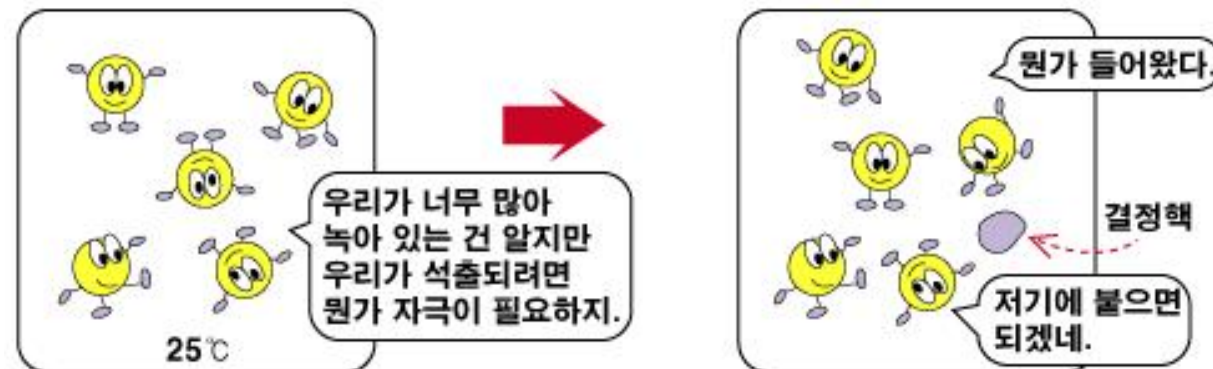 우리가 너무 많아
녹아 있는 건 알지만
우리가 석출되려면
뭔가 자극이 필요하지.
25℃
뭔가 들어왔다.
결정핵
저기에 붙으면
되겠네.